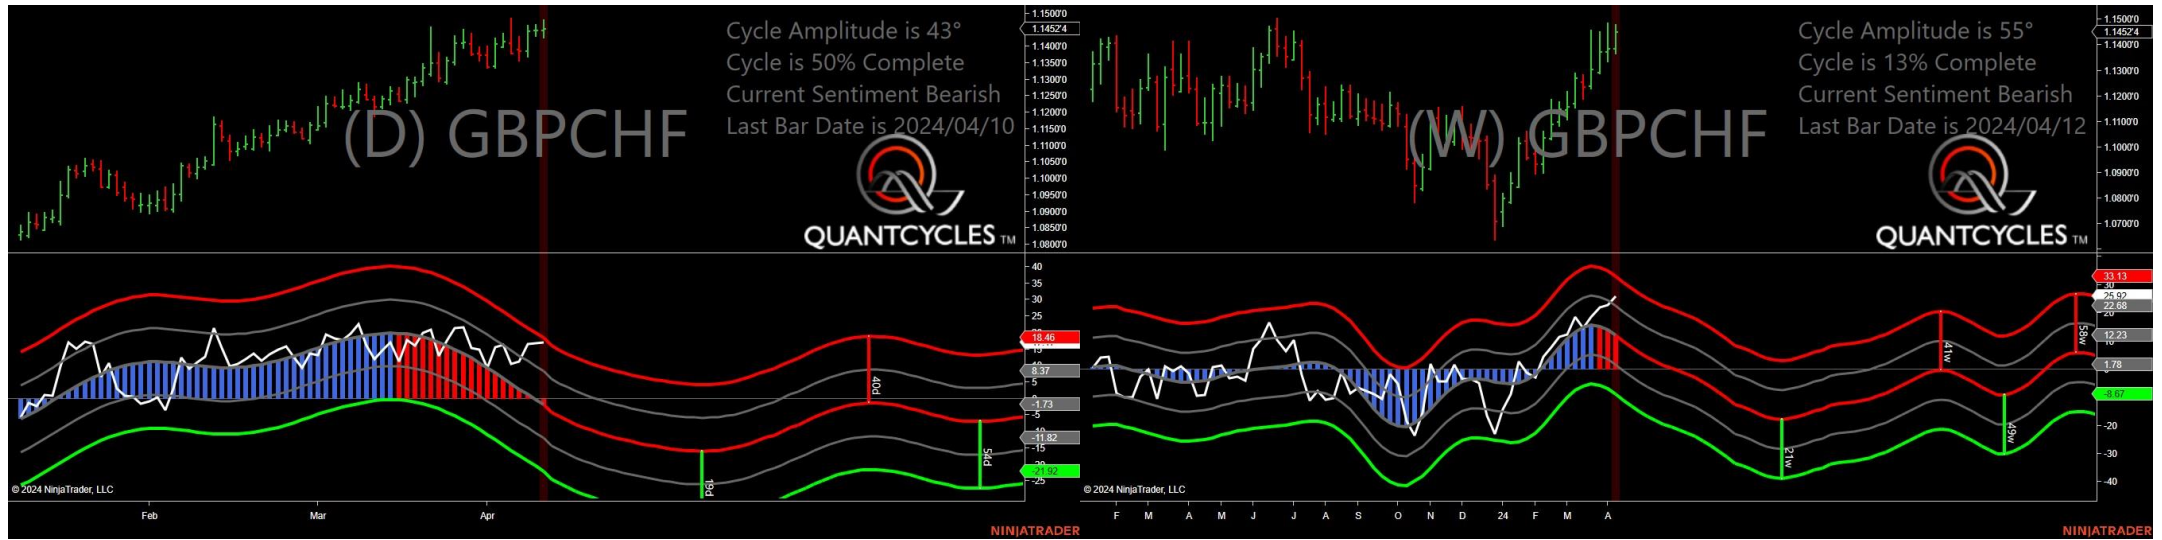 Cycle Amplitude is 43°
Cycle is 50% Complete
Current Sentiment Bearish
Last Bar Date is 2024/04/10
(D) GBPCHF
QUANTCYCLES TM
1.1500'0
1.1452'4
1.1400'0
1.1350'0
1.1300'0
1.1250'0
1.1200'0
1.1150'0
1.1100'0
1.1050'0
1.1000'0
1.0950'0
1.0900'0
1.0850'0
1.0800'0
40
35
30
25
18.46
15
8.37
5
-1.73
-5
-11.82
-15
-21.92
-25
19d
40d
54d
© 2024 NinjaTrader, LLC
Feb
Mar
Apr
NINJATRADER
Cycle Amplitude is 55°
Cycle is 13% Complete
Current Sentiment Bearish
Last Bar Date is 2024/04/12
(W) GBPCHF
QUANTCYCLES TM
1.1500'0
1.1452'4
1.1400'0
1.1300'0
1.1200'0
1.1100'0
1.1000'0
1.0900'0
1.0800'0
1.0700'0
33.13
30
25.92
22.68
20
12.23
10
1.78
-8.67
-20
-30
-40
21w
41w
49w
58w
© 2024 NinjaTrader, LLC
F
M
A
M
J
J
A
S
O
N
D
24
F
M
A
NINJATRADER